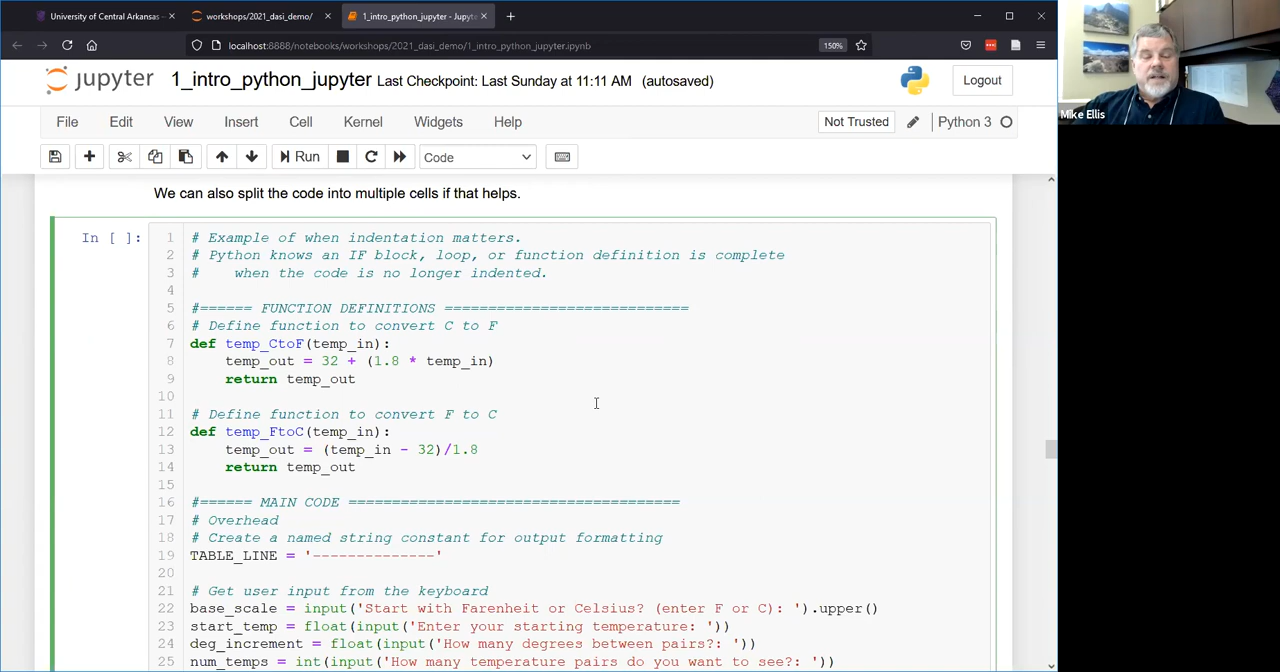 University of Central Arkansas –
workshops/2021_dasi_demo/
1_intro_python_jupyter - Jupyte
localhost:8888/notebooks/workshops/2021_dasi_demo/1_intro_python_jupyter.ipynb
150%
Mike Ellis
jupyter 1_intro_python_jupyter Last Checkpoint: Last Sunday at 11:11 AM (autosaved)
Logout
File Edit View Insert Cell Kernel Widgets Help
Not Trusted
Python 3
Run
Code
We can also split the code into multiple cells if that helps.
In [ ]:
1 # Example of when indentation matters.
2 # Python knows an IF block, loop, or function definition is complete
3 #    when the code is no longer indented.
4
5 #====== FUNCTION DEFINITIONS ============================
6 # Define function to convert C to F
7 def temp_CtoF(temp_in):
8     temp_out = 32 + (1.8 * temp_in)
9     return temp_out
10
11 # Define function to convert F to C
12 def temp_FtoC(temp_in):
13     temp_out = (temp_in - 32)/1.8
14     return temp_out
15
16 #====== MAIN CODE ======================================
17 # Overhead
18 # Create a named string constant for output formatting
19 TABLE_LINE = '--------------'
20
21 # Get user input from the keyboard
22 base_scale = input('Start with Farenheit or Celsius? (enter F or C): ').upper()
23 start_temp = float(input('Enter your starting temperature: '))
24 deg_increment = float(input('How many degrees between pairs?: '))
25 num_temps = int(input('How many temperature pairs do you want to see?: '))